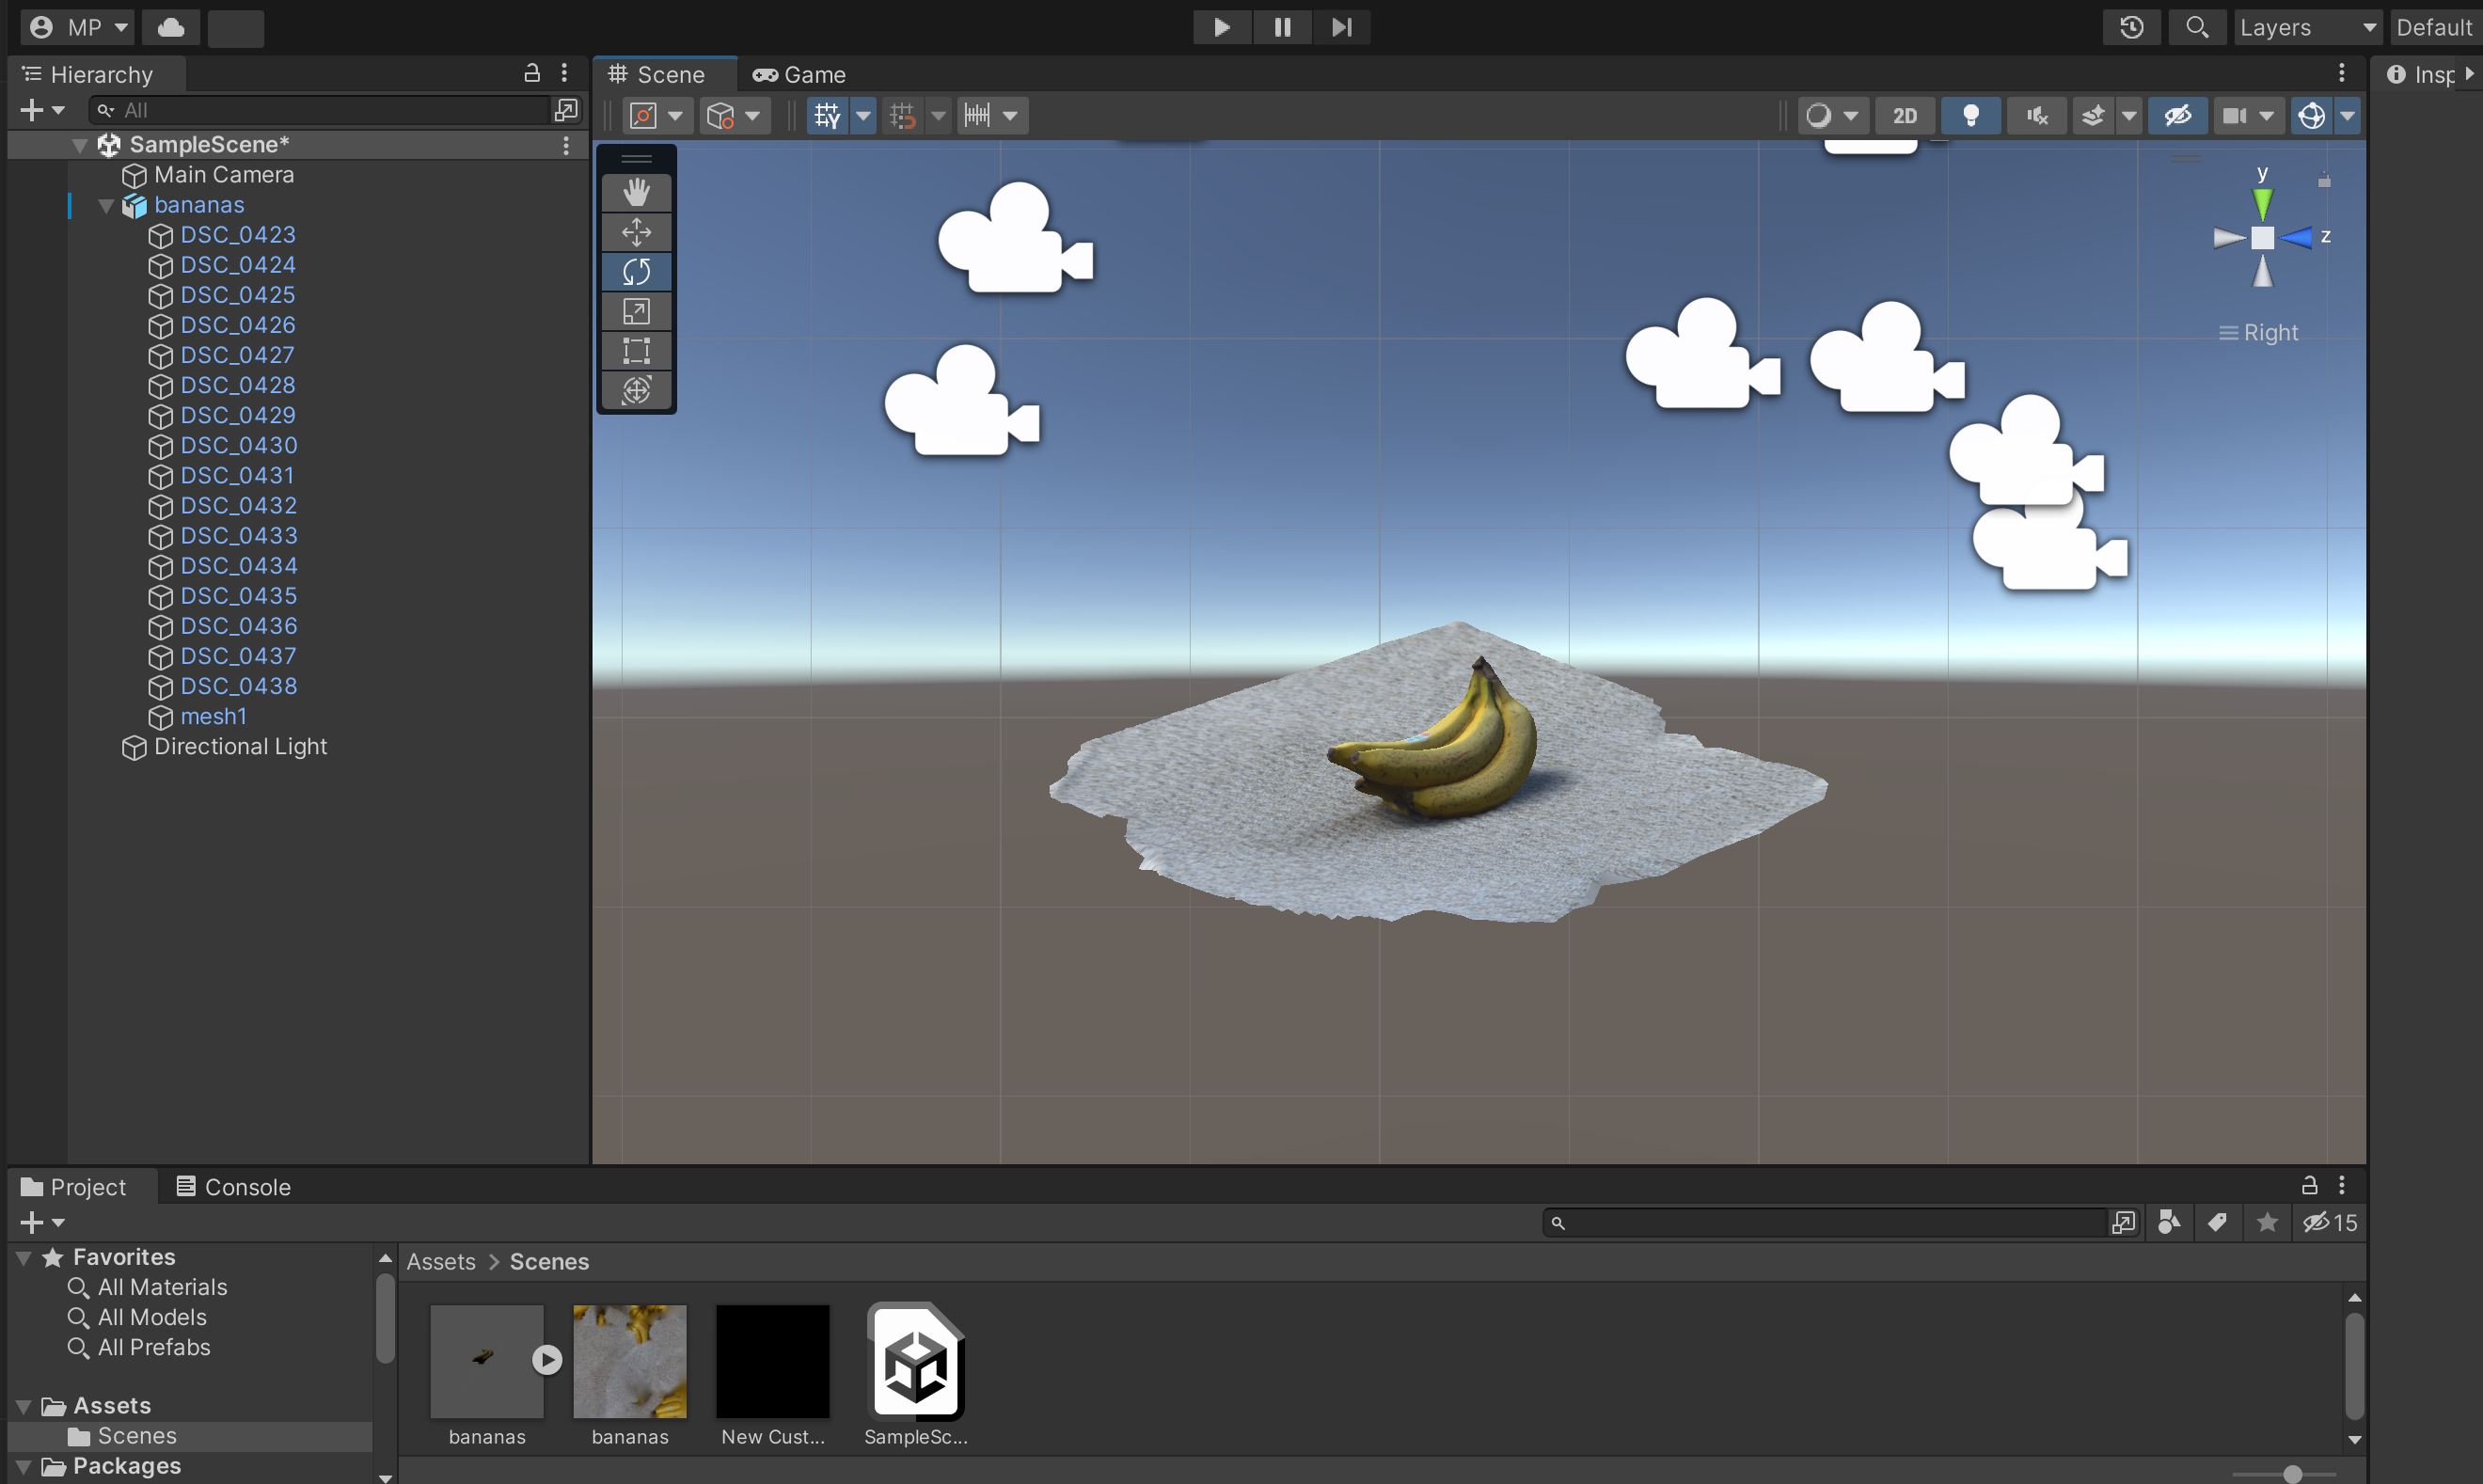 MP
Layers
Default
Hierarchy
Scene
Game
Insp
All
2D
SampleScene*
Main Camera
bananas
DSC_0423
DSC_0424
DSC_0425
DSC_0426
DSC_0427
DSC_0428
DSC_0429
DSC_0430
DSC_0431
DSC_0432
DSC_0433
DSC_0434
DSC_0435
DSC_0436
DSC_0437
DSC_0438
mesh1
Directional Light
y
z
Right
Project
Console
15
Favorites
All Materials
All Models
All Prefabs
Assets
Scenes
Packages
Assets > Scenes
bananas
bananas
New Cust...
SampleSc...